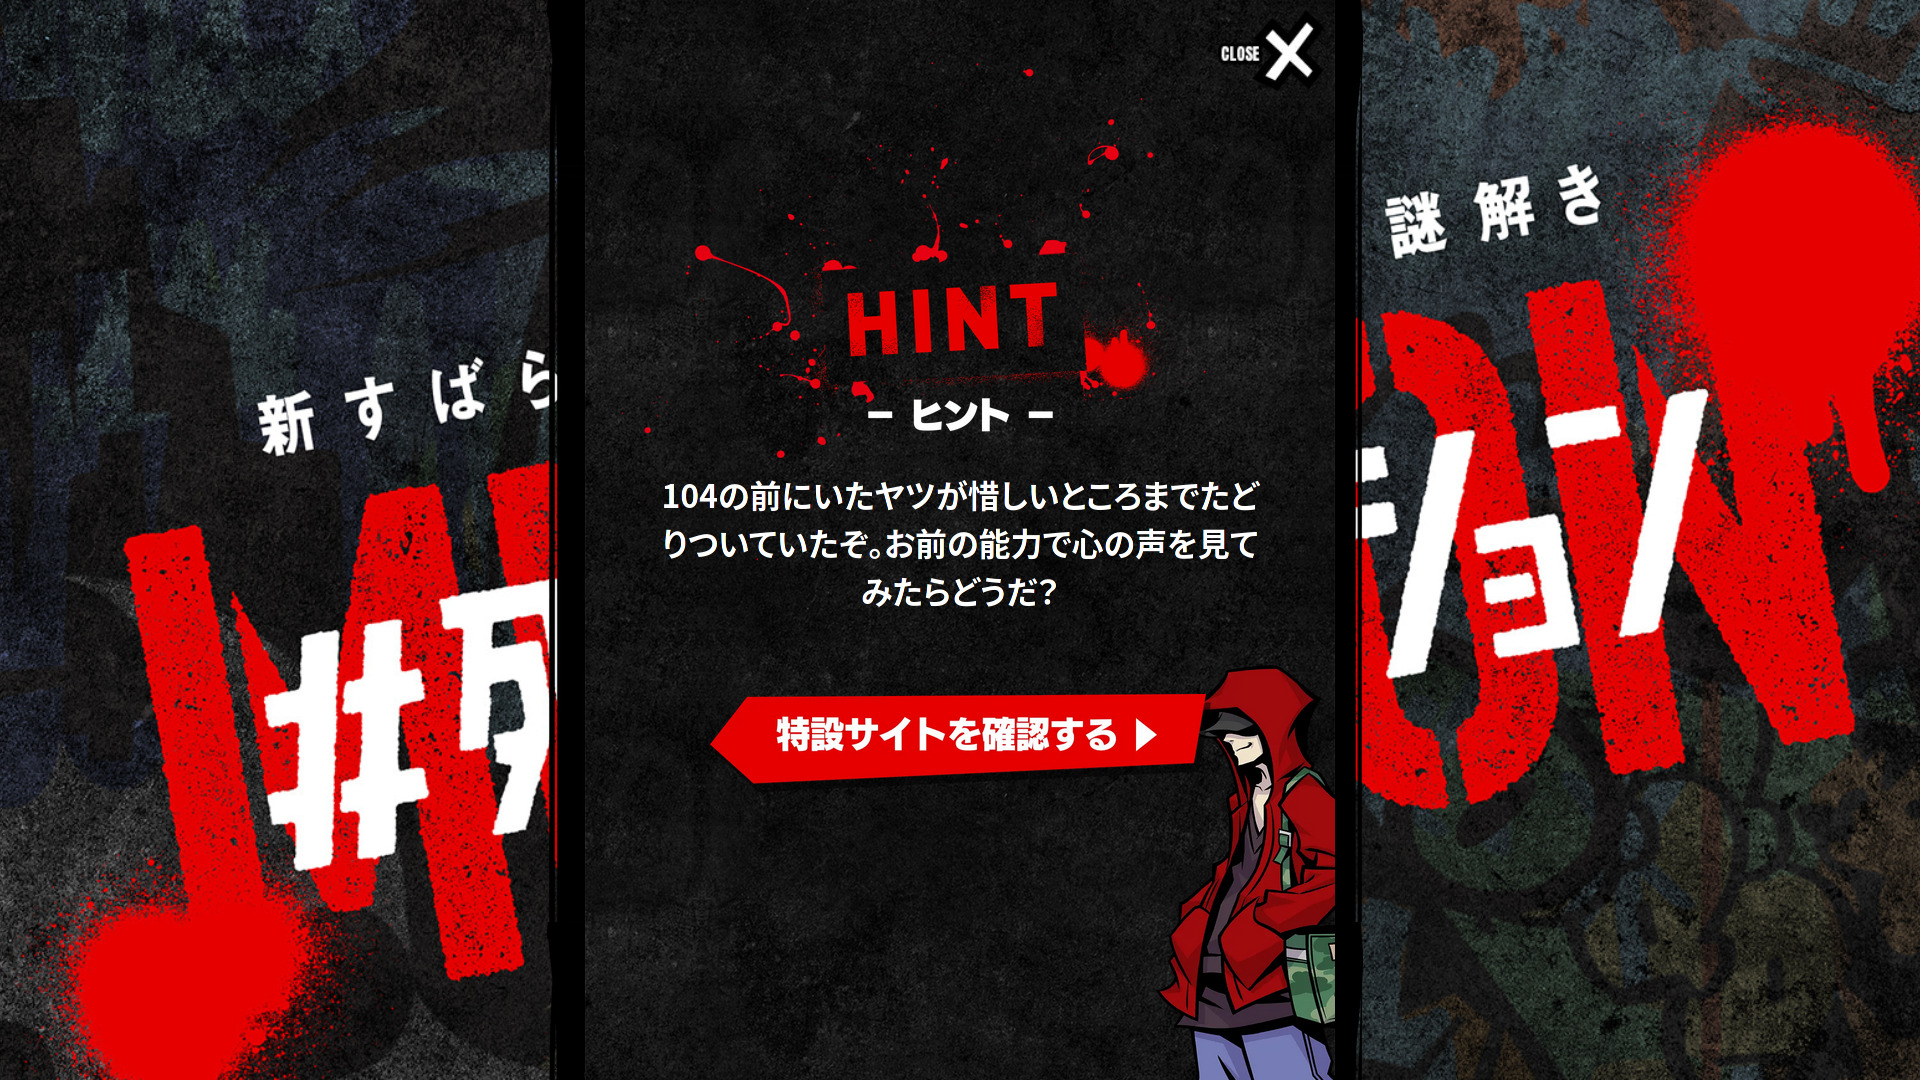 CLOSE
謎解き
新すばら
HINT
－ ヒント －
104の前にいたヤツが惜しいところまでたど
りついていたぞ。お前の能力で心の声を見て
みたらどうだ？
ション
#死
特設サイトを確認する ▶